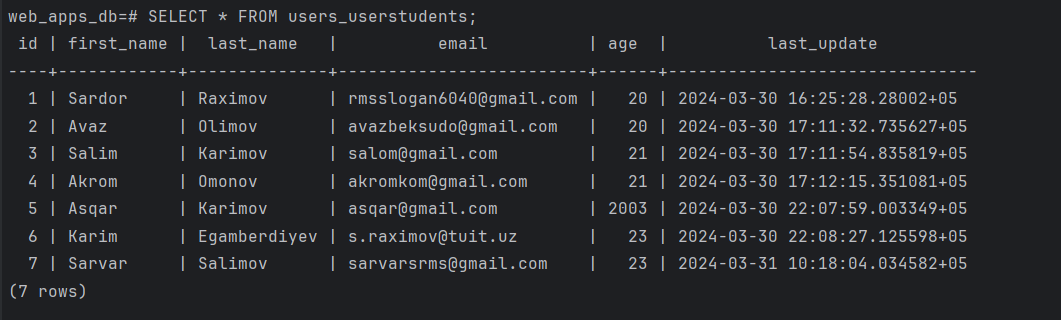 web_apps_db=# SELECT * FROM users_userstudents;
 id | first_name |  last_name   |          email          | age  |          last_update
----+------------+--------------+-------------------------+------+-------------------------------
  1 | Sardor     | Raximov      | rmsslogan6040@gmail.com |   20 | 2024-03-30 16:25:28.28002+05
  2 | Avaz       | Olimov       | avazbeksudo@gmail.com   |   20 | 2024-03-30 17:11:32.735627+05
  3 | Salim      | Karimov      | salom@gmail.com         |   21 | 2024-03-30 17:11:54.835819+05
  4 | Akrom      | Omonov       | akromkom@gmail.com      |   21 | 2024-03-30 17:12:15.351081+05
  5 | Asqar      | Karimov      | asqar@gmail.com         | 2003 | 2024-03-30 22:07:59.003349+05
  6 | Karim      | Egamberdiyev | s.raximov@tuit.uz       |   23 | 2024-03-30 22:08:27.125598+05
  7 | Sarvar     | Salimov      | sarvarsrms@gmail.com    |   23 | 2024-03-31 10:18:04.034582+05
(7 rows)